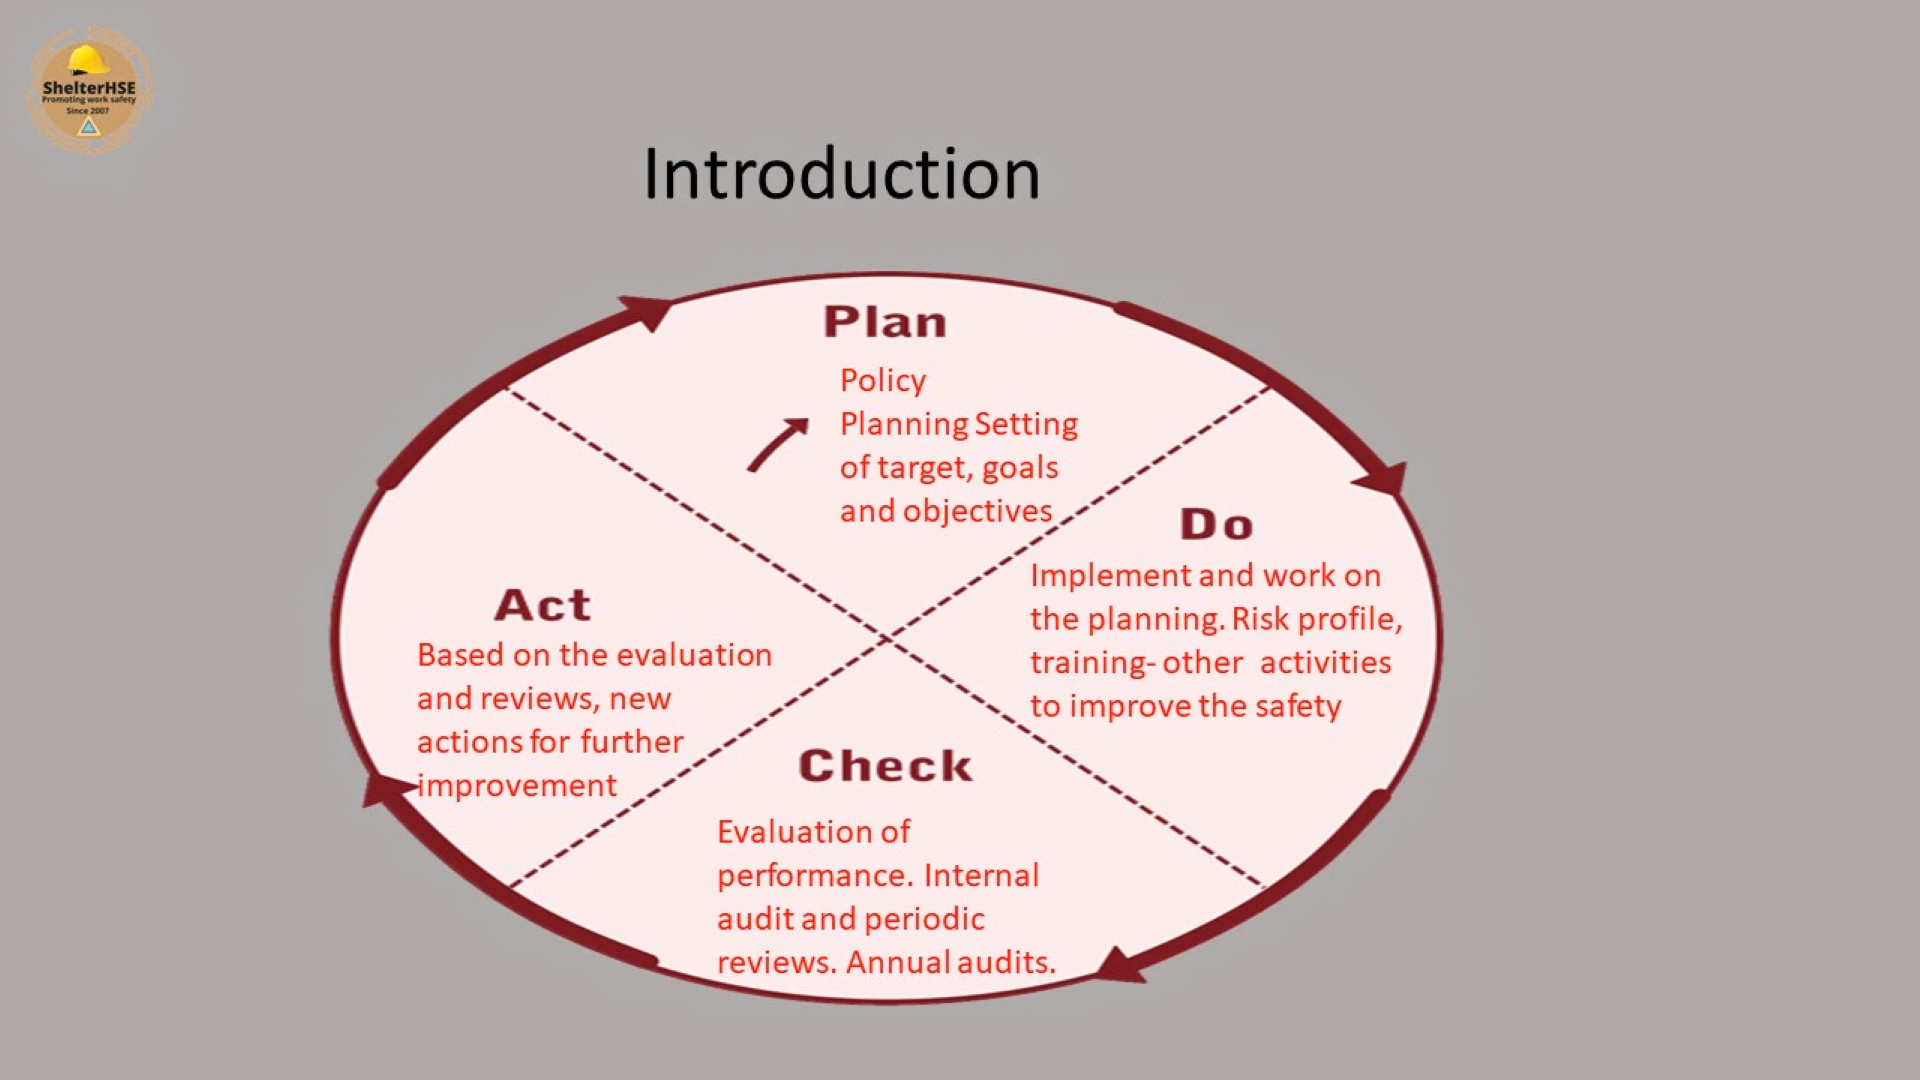 ShelterHSE
Promoting work safety
Since 2007
Introduction
Plan
Policy
Planning Setting
of target, goals
and objectives
Do
Implement and work on
the planning. Risk profile,
training- other activities
to improve the safety
Act
Based on the evaluation
and reviews, new
actions for further
improvement
Check
Evaluation of
performance. Internal
audit and periodic
reviews. Annual audits.